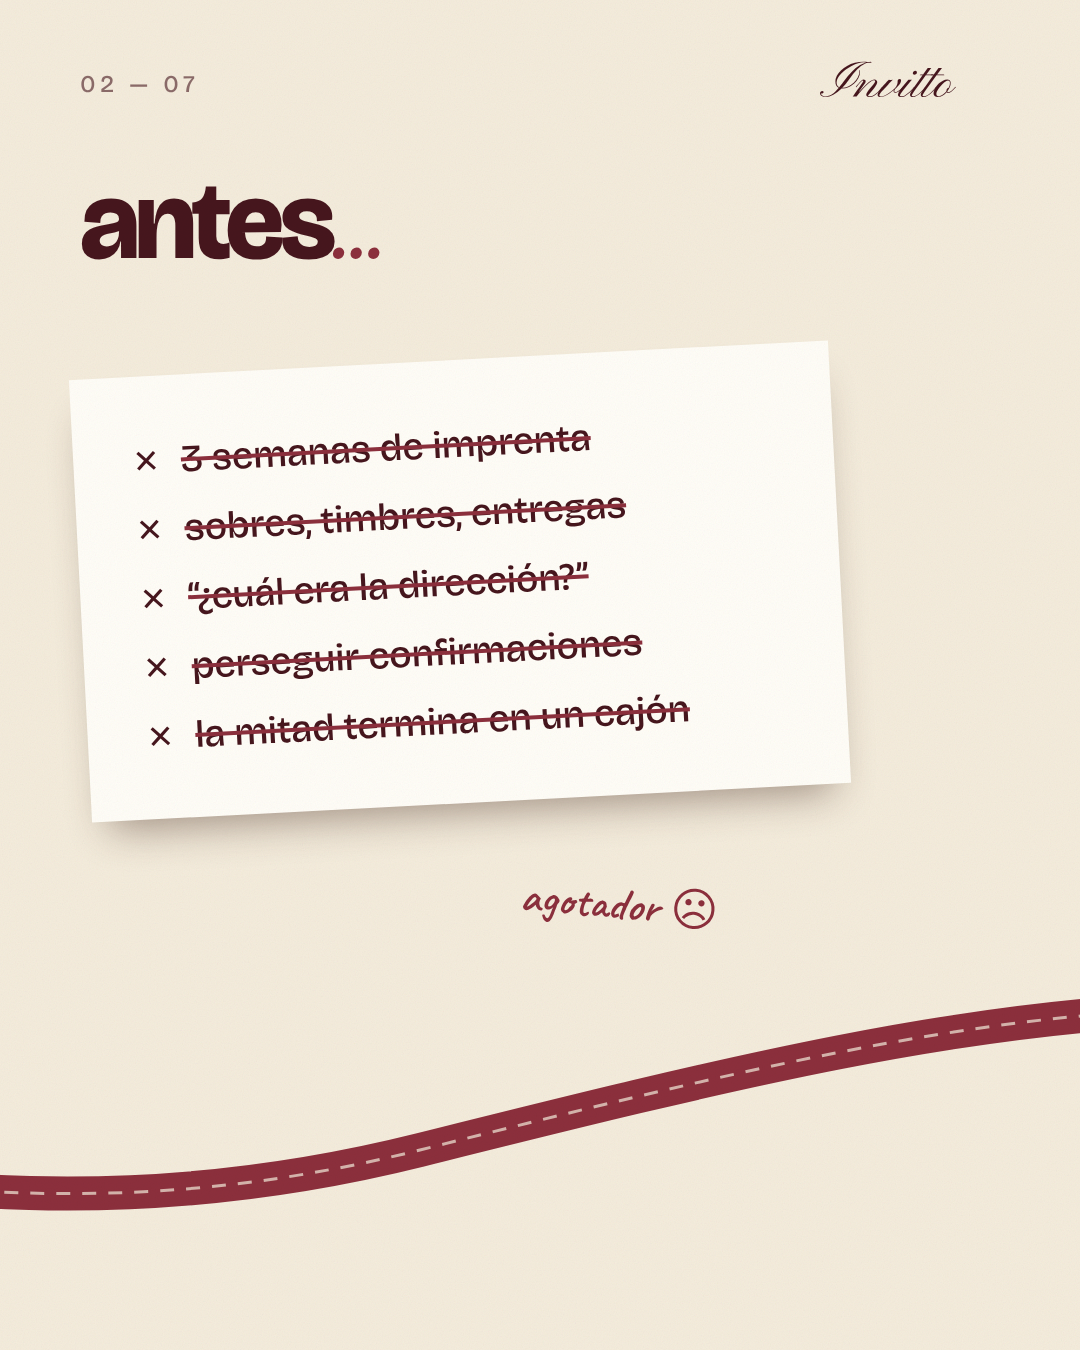 02 — 07
Invitto
antes...
× 3 semanas de imprenta
× sobres, timbres, entregas
× “¿cuál era la dirección?”
× perseguir confirmaciones
× la mitad termina en un cajón
agotador ☹